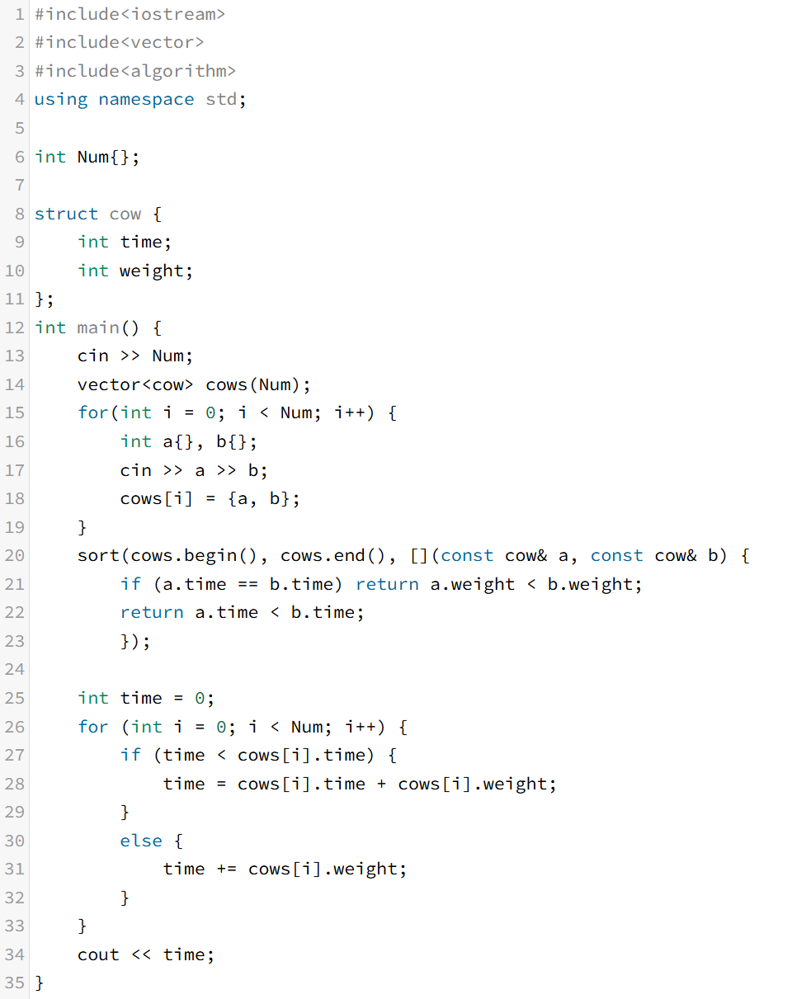 1 #include<iostream>
2 #include<vector>
3 #include<algorithm>
4 using namespace std;
5
6 int Num{};
7
8 struct cow {
9     int time;
10     int weight;
11 };
12 int main() {
13     cin >> Num;
14     vector<cow> cows(Num);
15     for(int i = 0; i < Num; i++) {
16         int a{}, b{};
17         cin >> a >> b;
18         cows[i] = {a, b};
19     }
20     sort(cows.begin(), cows.end(), [](const cow& a, const cow& b) {
21         if (a.time == b.time) return a.weight < b.weight;
22         return a.time < b.time;
23         });
24
25     int time = 0;
26     for (int i = 0; i < Num; i++) {
27         if (time < cows[i].time) {
28             time = cows[i].time + cows[i].weight;
29         }
30         else {
31             time += cows[i].weight;
32         }
33     }
34     cout << time;
35 }